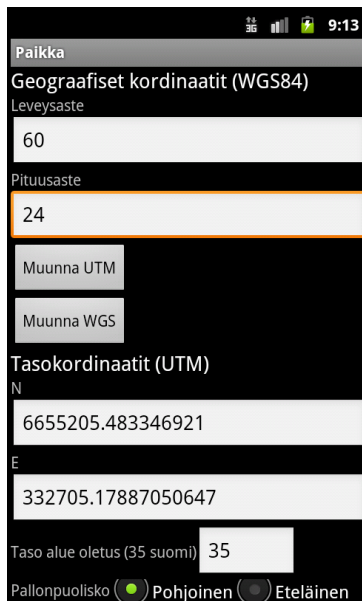 3G 9:13
Paikka
Geograafiset kordinaatit (WGS84)
Leveysaste
60
Pituusaste
24
Muunna UTM
Muunna WGS
Tasokordinaatit (UTM)
N
6655205.483346921
E
332705.17887050647
Taso alue oletus (35 suomi) 35
Pallonpuolisko Pohjoinen Eteläinen